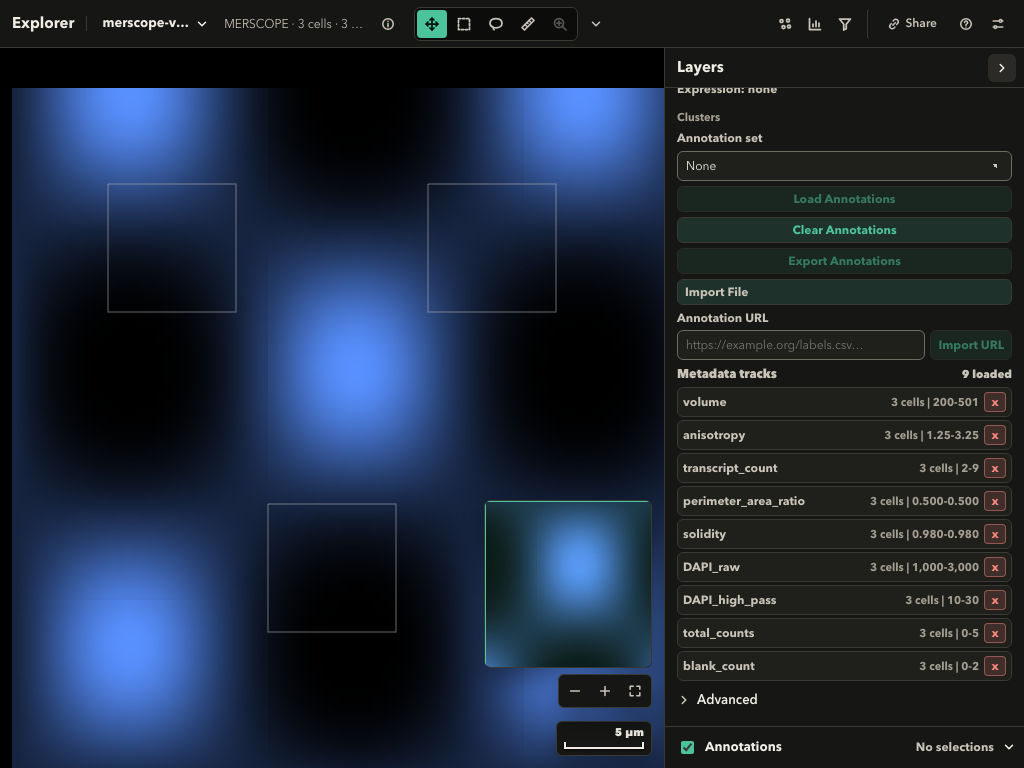 Explorer
merscope-v...
MERSCOPE · 3 cells · 3 ...
Share
Layers
Expression: none
Clusters
Annotation set
None
Load Annotations
Clear Annotations
Export Annotations
Import File
Annotation URL
https://example.org/labels.csv...
Import URL
Metadata tracks
9 loaded
volume
3 cells | 200-501
x
anisotropy
3 cells | 1.25-3.25
x
transcript_count
3 cells | 2-9
x
perimeter_area_ratio
3 cells | 0.500-0.500
x
solidity
3 cells | 0.980-0.980
x
DAPI_raw
3 cells | 1,000-3,000
x
DAPI_high_pass
3 cells | 10-30
x
total_counts
3 cells | 0-5
x
blank_count
3 cells | 0-2
x
Advanced
5 µm
Annotations
No selections